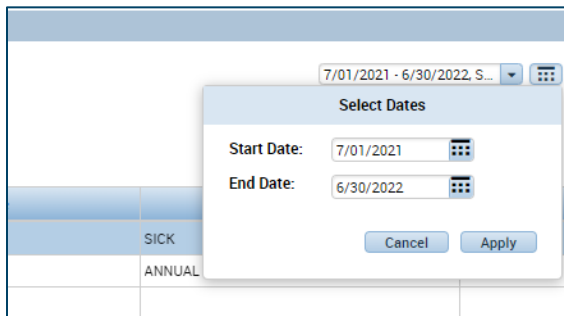 7/01/2021 - 6/30/2022, S...
Select Dates
Start Date: 7/01/2021
End Date: 6/30/2022
Cancel Apply
SICK
ANNUAL